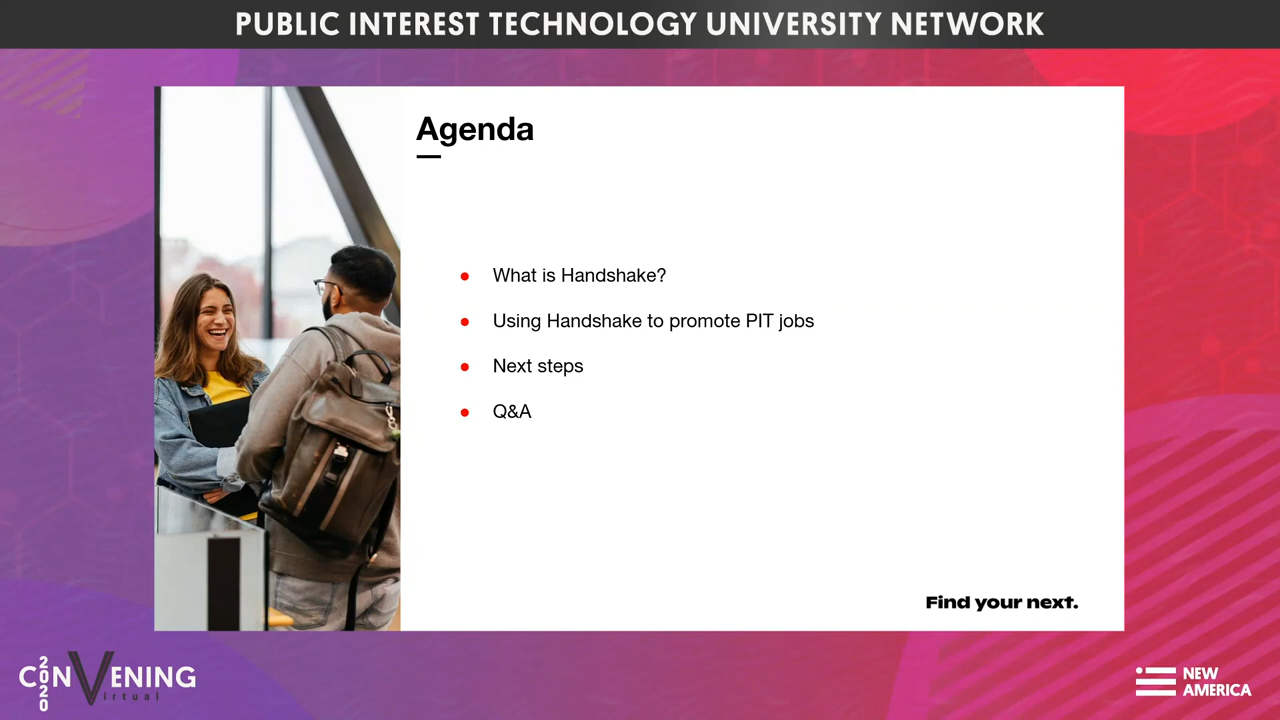 PUBLIC INTEREST TECHNOLOGY UNIVERSITY NETWORK
Agenda
What is Handshake?
Using Handshake to promote PIT jobs
Next steps
Q&A
Find your next.
CONVENING
2020
Virtual
NEW
AMERICA